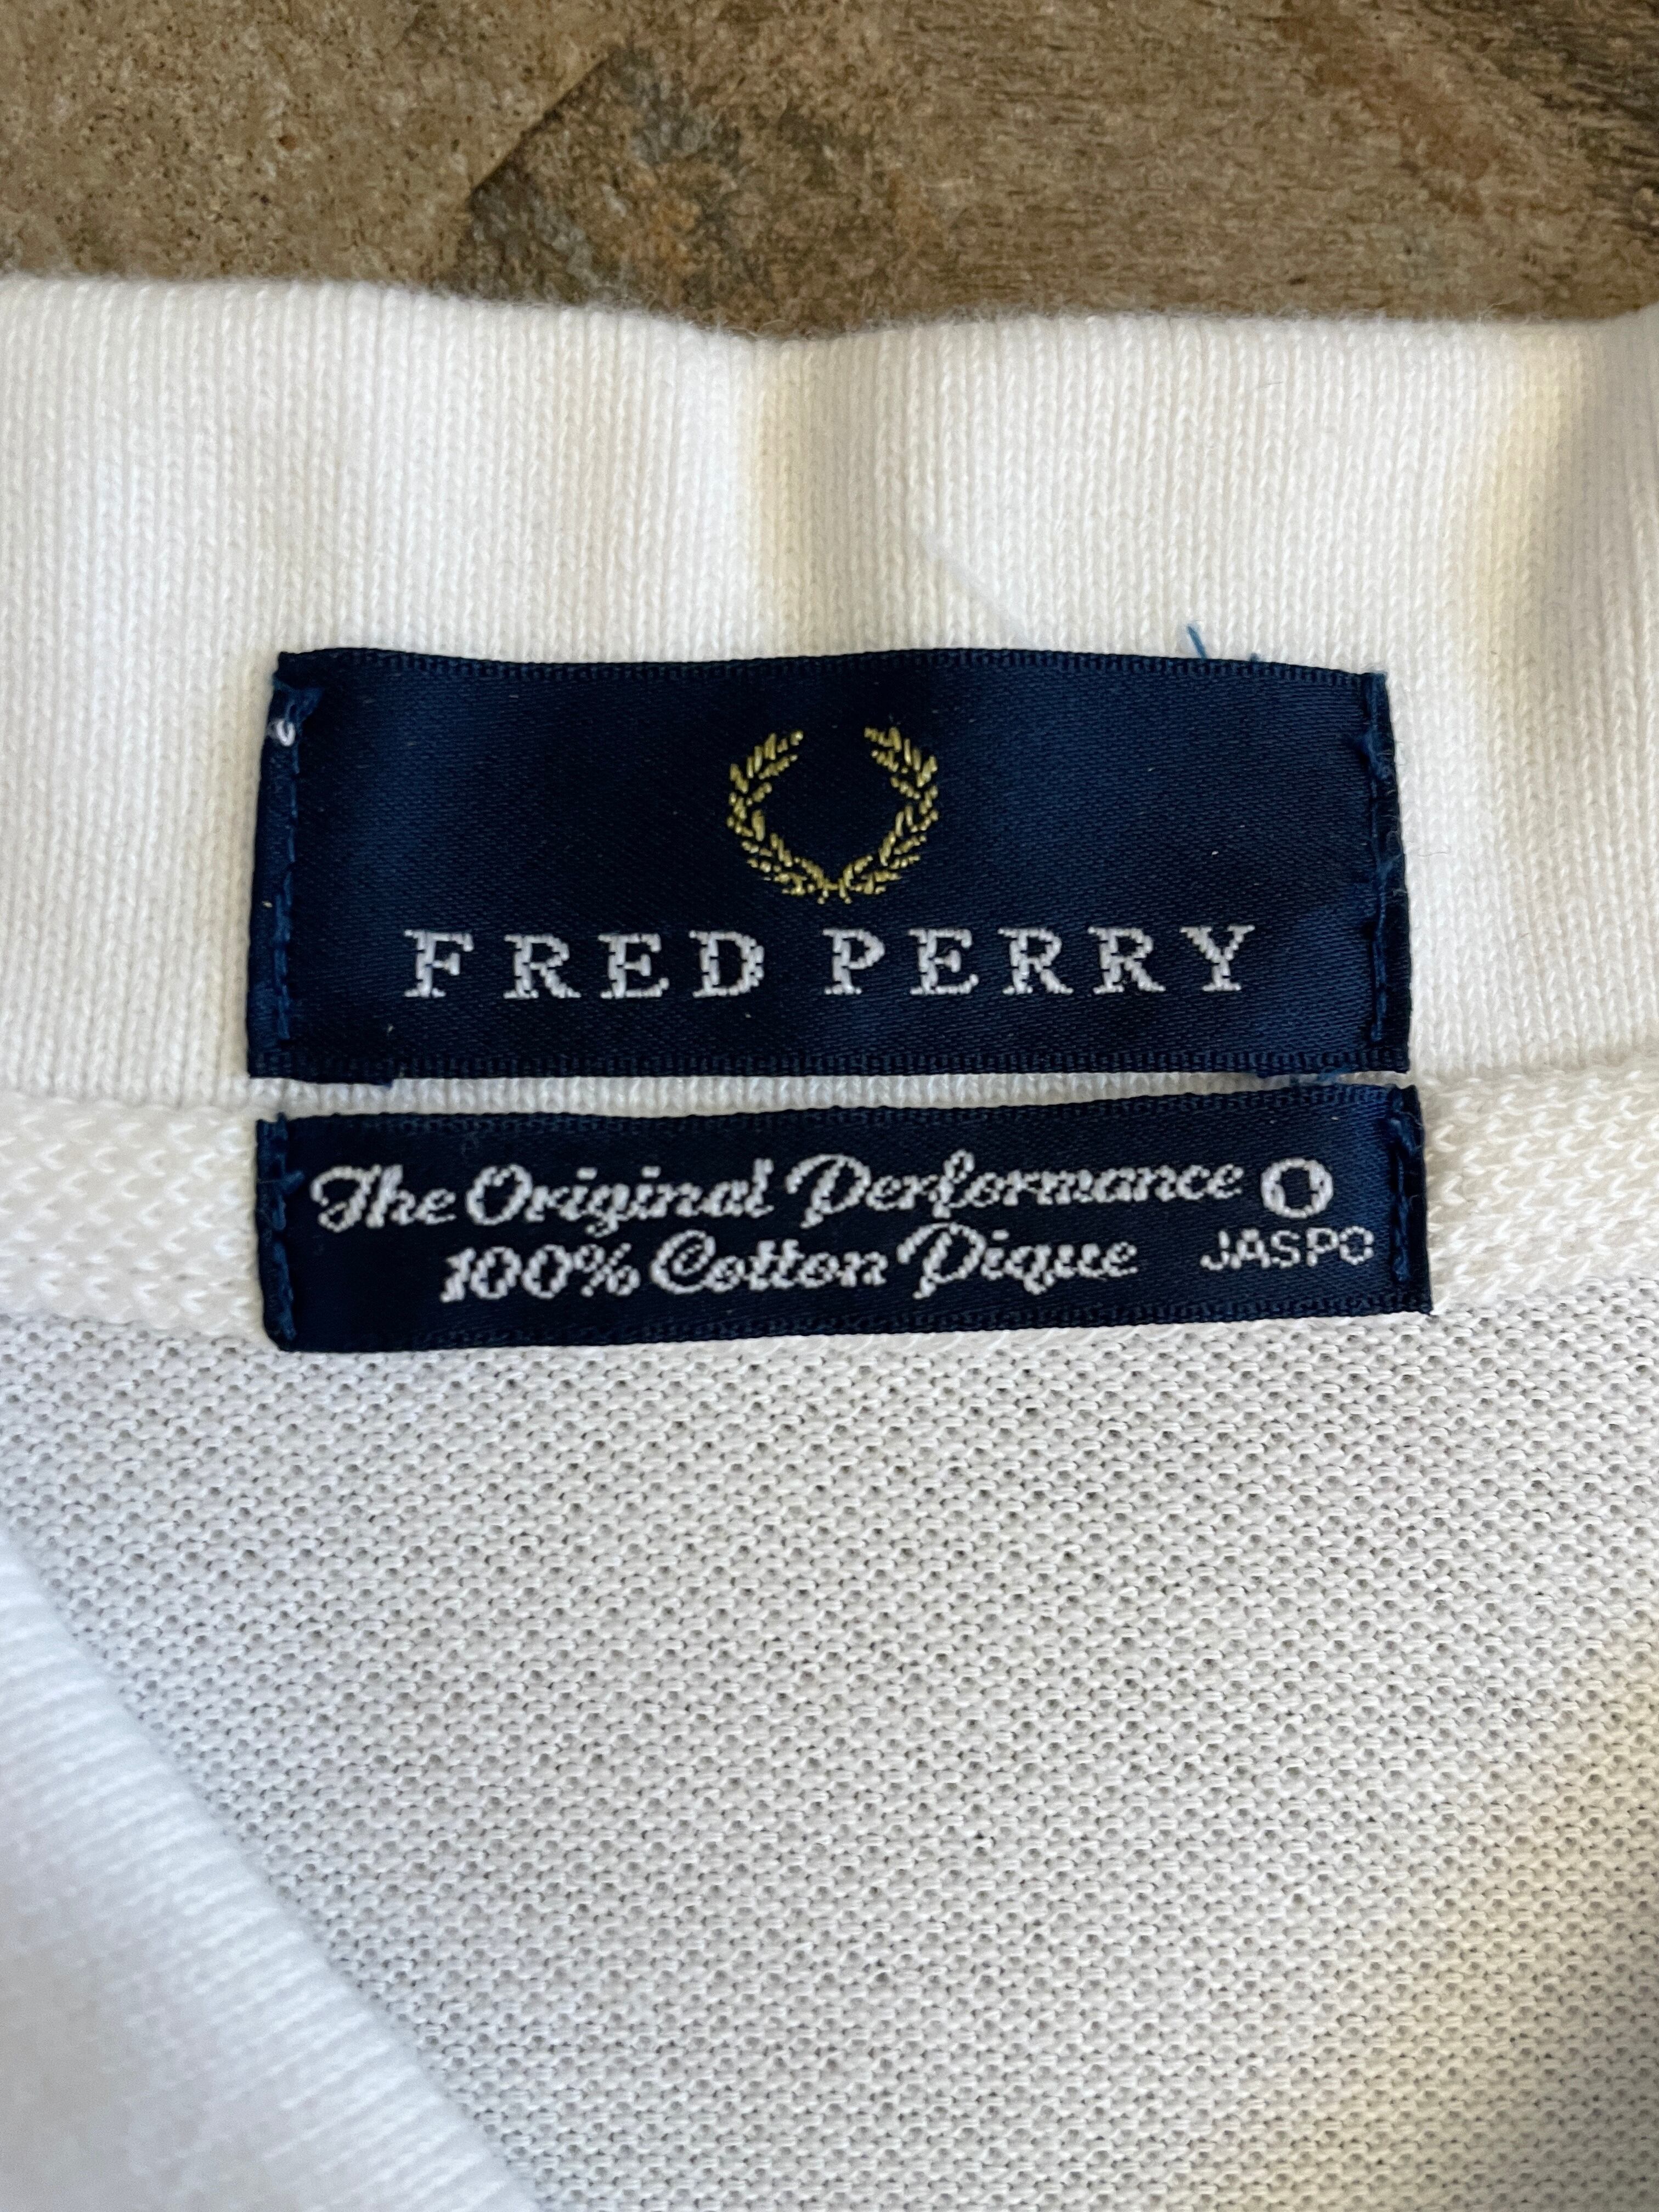 FRED PERRY
The Original Performance O
100% Cotton Pique JASPO